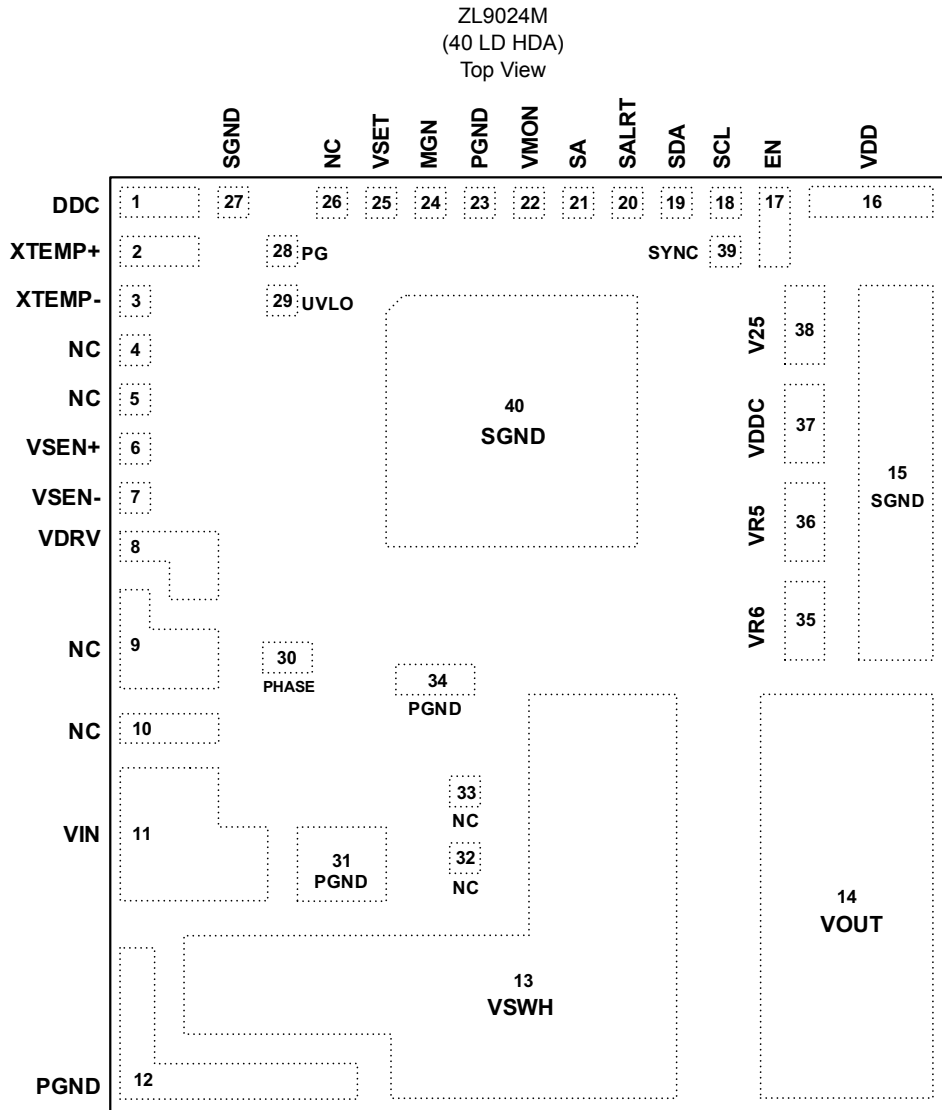 ZL9024M
(40 LD HDA)
Top View
SGND
NC
VSET
MGN
PGND
VMON
SA
SALRT
SDA
SCL
EN
VDD
DDC 1 27 26 25 24 23 22 21 20 19 18 17 16
XTEMP+ 2 28 PG SYNC 39
XTEMP- 3 29 UVLO
NC 4 V25 38
NC 5 40 VDDC 37
VSEN+ 6 SGND
VSEN- 7 15
SGND
VDRV 8 VR5 36
NC 9 VR6 35
30
PHASE
34
PGND
NC 10
VIN 11
33
NC
31
PGND
32
NC
14
VOUT
13
VSWH
PGND 12